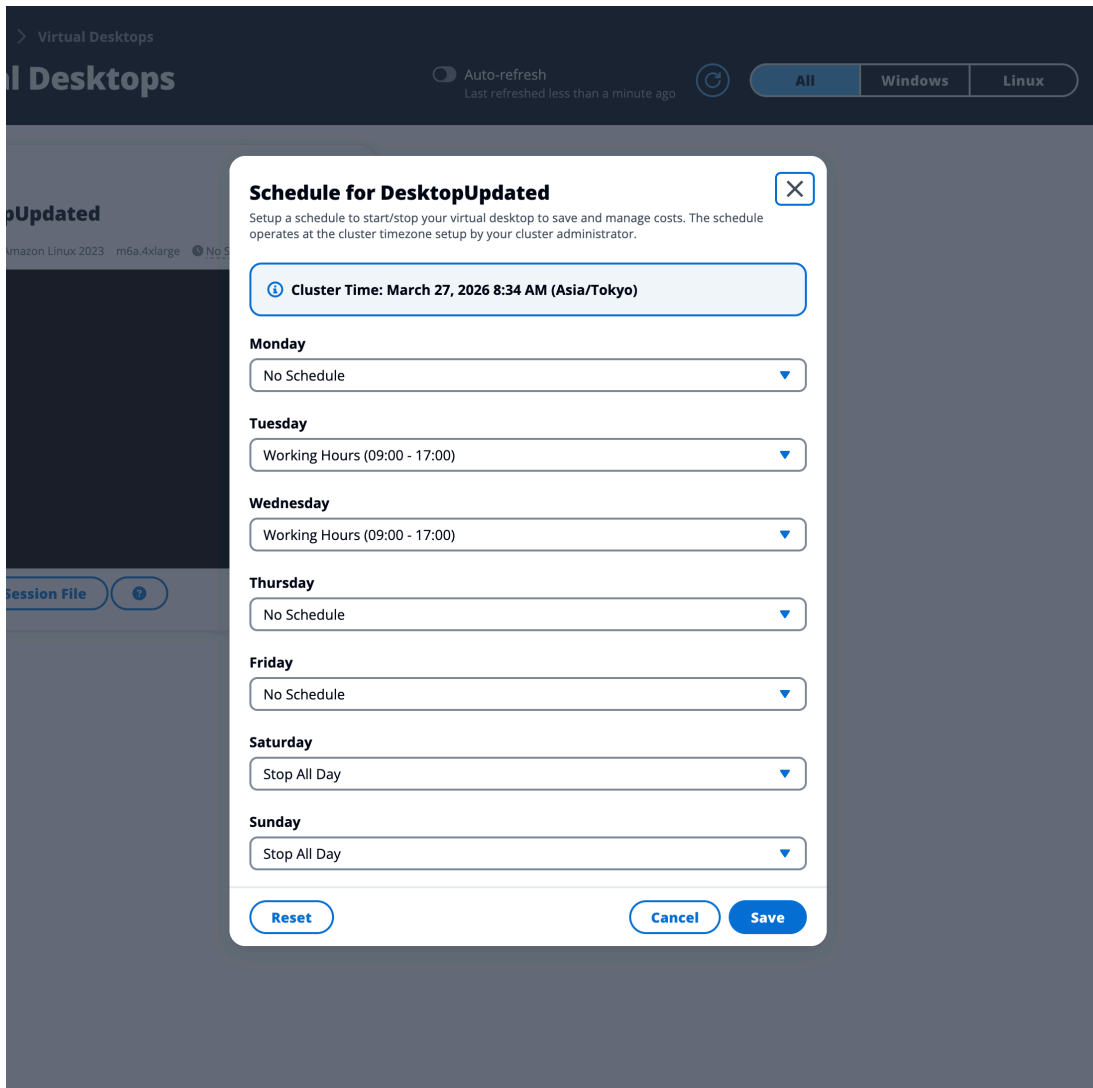 Virtual Desktops
l Desktops
Auto-refresh
Last refreshed less than a minute ago
All
Windows
Linux
Updated
Amazon Linux 2023 m6a.4xlarge No S
Session File
Schedule for DesktopUpdated
Setup a schedule to start/stop your virtual desktop to save and manage costs. The schedule
operates at the cluster timezone setup by your cluster administrator.
Cluster Time: March 27, 2026 8:34 AM (Asia/Tokyo)
Monday
No Schedule
Tuesday
Working Hours (09:00 - 17:00)
Wednesday
Working Hours (09:00 - 17:00)
Thursday
No Schedule
Friday
No Schedule
Saturday
Stop All Day
Sunday
Stop All Day
Reset
Cancel
Save